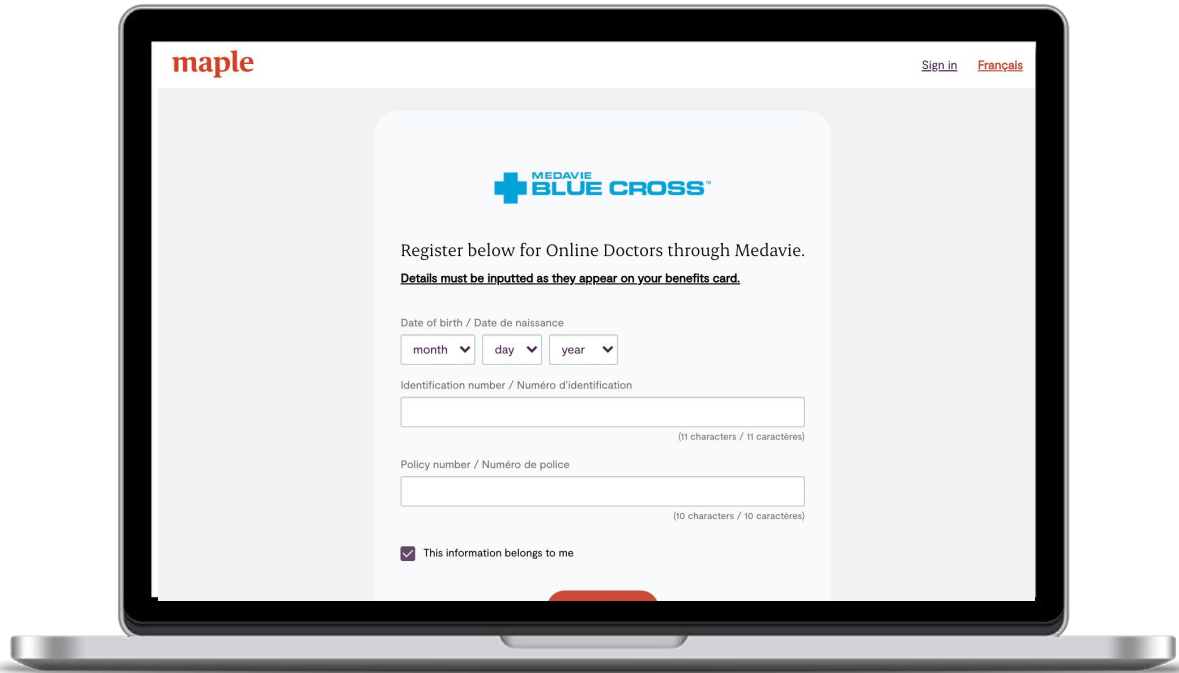 maple
Sign in Français
MEDAVIE
BLUE CROSS™
Register below for Online Doctors through Medavie.
Details must be inputted as they appear on your benefits card.
Date of birth / Date de naissance
month day year
Identification number / Numéro d'identification
(11 characters / 11 caractères)
Policy number / Numéro de police
(10 characters / 10 caractères)
This information belongs to me